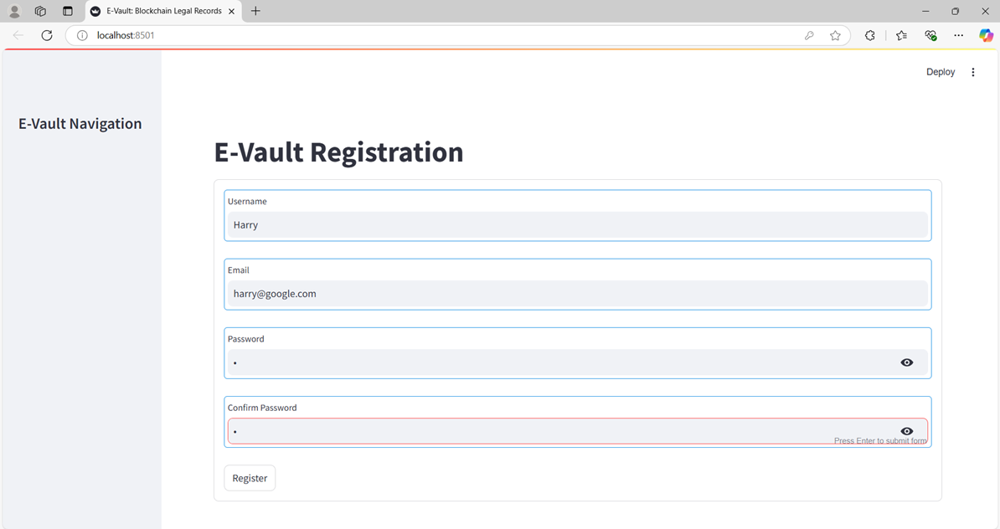 E-Vault: Blockchain Legal Records
localhost:8501
Deploy
E-Vault Navigation
E-Vault Registration
Username
Harry
Email
harry@google.com
Password
•
Confirm Password
•
Press Enter to submit form
Register